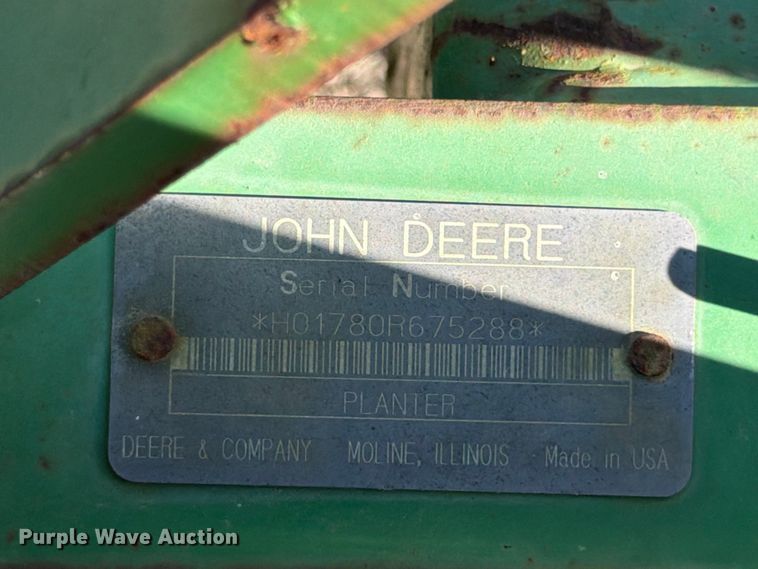 JOHN DEERE
Serial Number
*H01780R675288*
PLANTER
DEERE & COMPANY MOLINE, ILLINOIS Made in USA
Purple Wave Auction